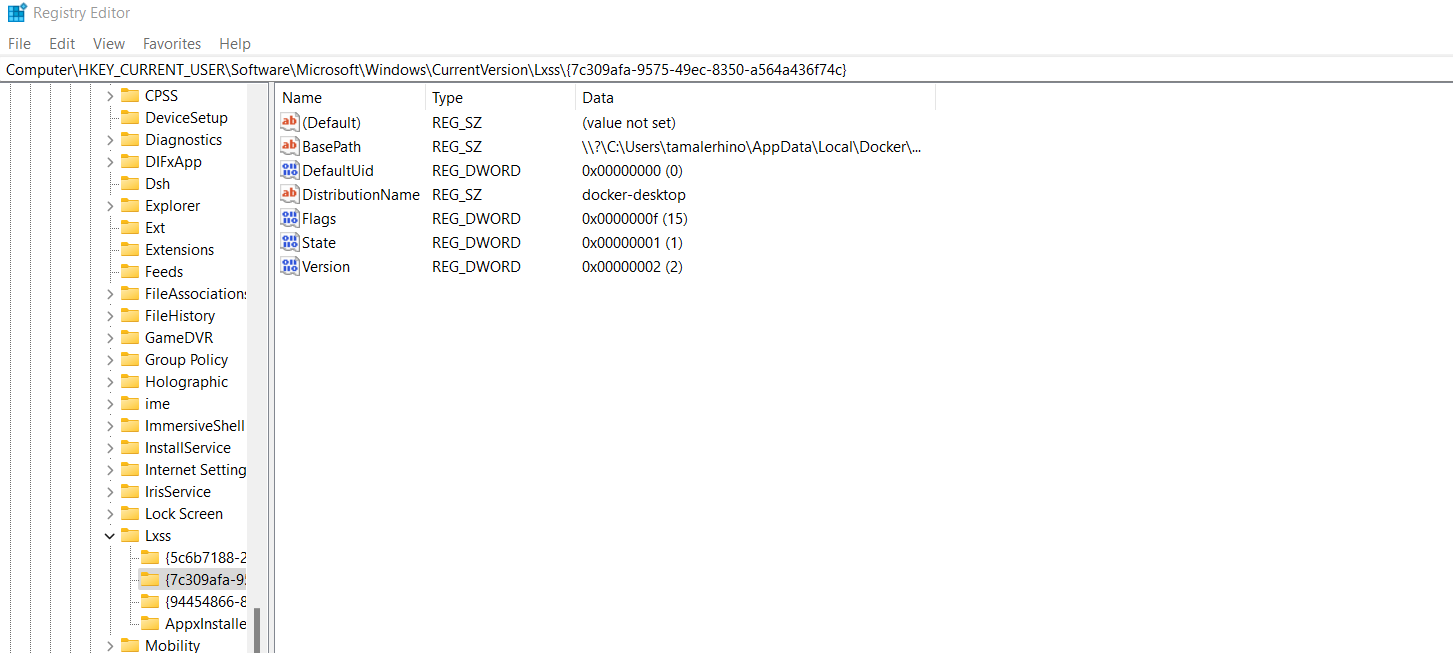 Registry Editor
File Edit View Favorites Help
Computer\HKEY_CURRENT_USER\Software\Microsoft\Windows\CurrentVersion\Lxss\{7c309afa-9575-49ec-8350-a564a436f74c}
CPSS
DeviceSetup
Diagnostics
DIFxApp
Dsh
Explorer
Ext
Extensions
Feeds
FileAssociations
FileHistory
GameDVR
Group Policy
Holographic
ime
ImmersiveShell
InstallService
Internet Setting
IrisService
Lock Screen
Lxss
{5c6b7188-2
{7c309afa-95
{94454866-8
AppxInstalle
Mobility
Name Type Data
(Default) REG_SZ (value not set)
BasePath REG_SZ \\?\C:\Users\tamalerhino\AppData\Local\Docker\...
DefaultUid REG_DWORD 0x00000000 (0)
DistributionName REG_SZ docker-desktop
Flags REG_DWORD 0x0000000f (15)
State REG_DWORD 0x00000001 (1)
Version REG_DWORD 0x00000002 (2)